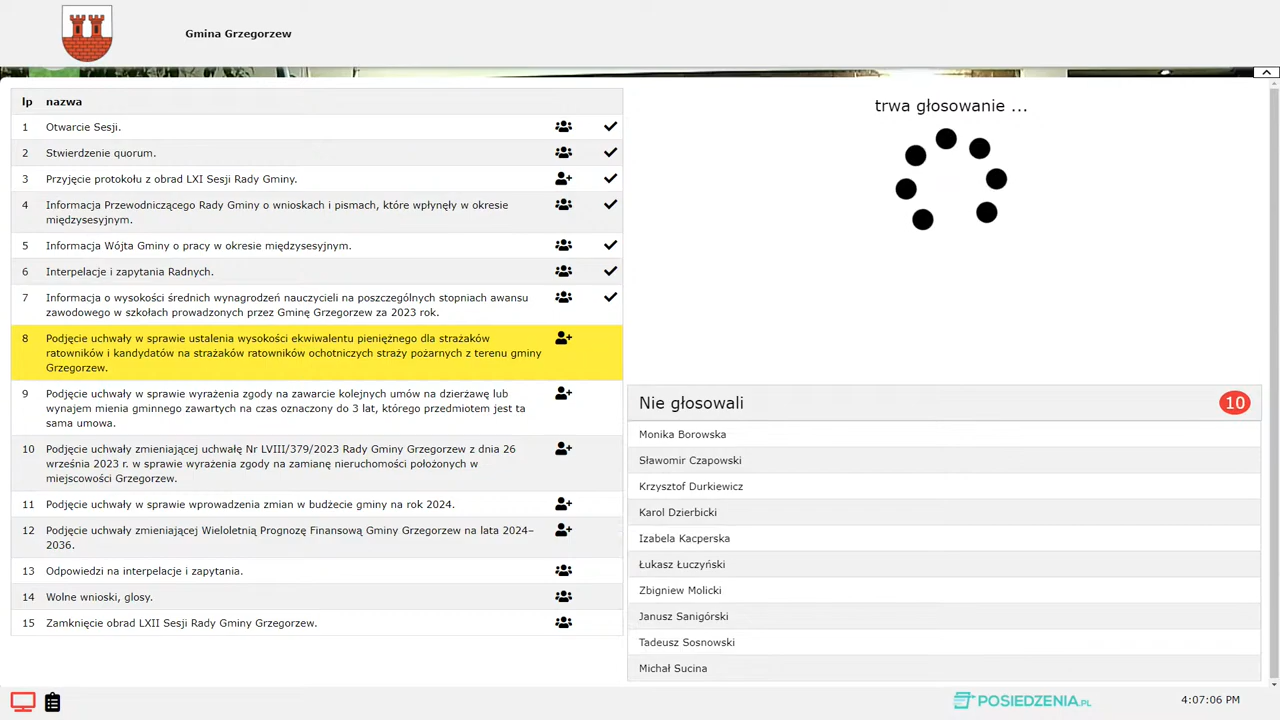 Gmina Grzegorzew
lp nazwa
1 Otwarcie Sesji.
2 Stwierdzenie quorum.
3 Przyjęcie protokołu z obrad LXI Sesji Rady Gminy.
4 Informacja Przewodniczącego Rady Gminy o wnioskach i pismach, które wpłynęły w okresie
międzysesyjnym.
5 Informacja Wójta Gminy o pracy w okresie międzysesyjnym.
6 Interpelacje i zapytania Radnych.
7 Informacja o wysokości średnich wynagrodzeń nauczycieli na poszczególnych stopniach awansu
zawodowego w szkołach prowadzonych przez Gminę Grzegorzew za 2023 rok.
8 Podjęcie uchwały w sprawie ustalenia wysokości ekwiwalentu pieniężnego dla strażaków
ratowników i kandydatów na strażaków ratowników ochotniczych straży pożarnych z terenu gminy
Grzegorzew.
9 Podjęcie uchwały w sprawie wyrażenia zgody na zawarcie kolejnych umów na dzierżawę lub
wynajem mienia gminnego zawartych na czas oznaczony do 3 lat, którego przedmiotem jest ta
sama umowa.
10 Podjęcie uchwały zmieniającej uchwałę Nr LVIII/379/2023 Rady Gminy Grzegorzew z dnia 26
września 2023 r. w sprawie wyrażenia zgody na zamianę nieruchomości położonych w
miejscowości Grzegorzew.
11 Podjęcie uchwały w sprawie wprowadzenia zmian w budżecie gminy na rok 2024.
12 Podjęcie uchwały zmieniającej Wieloletnią Prognozę Finansową Gminy Grzegorzew na lata 2024–
2036.
13 Odpowiedzi na interpelacje i zapytania.
14 Wolne wnioski, glosy.
15 Zamknięcie obrad LXII Sesji Rady Gminy Grzegorzew.
trwa głosowanie ...
Nie głosowali 10
Monika Borowska
Sławomir Czapowski
Krzysztof Durkiewicz
Karol Dzierbicki
Izabela Kacperska
Łukasz Łuczyński
Zbigniew Molicki
Janusz Sanigórski
Tadeusz Sosnowski
Michał Sucina
POSIEDZENIA.PL
4:07:06 PM